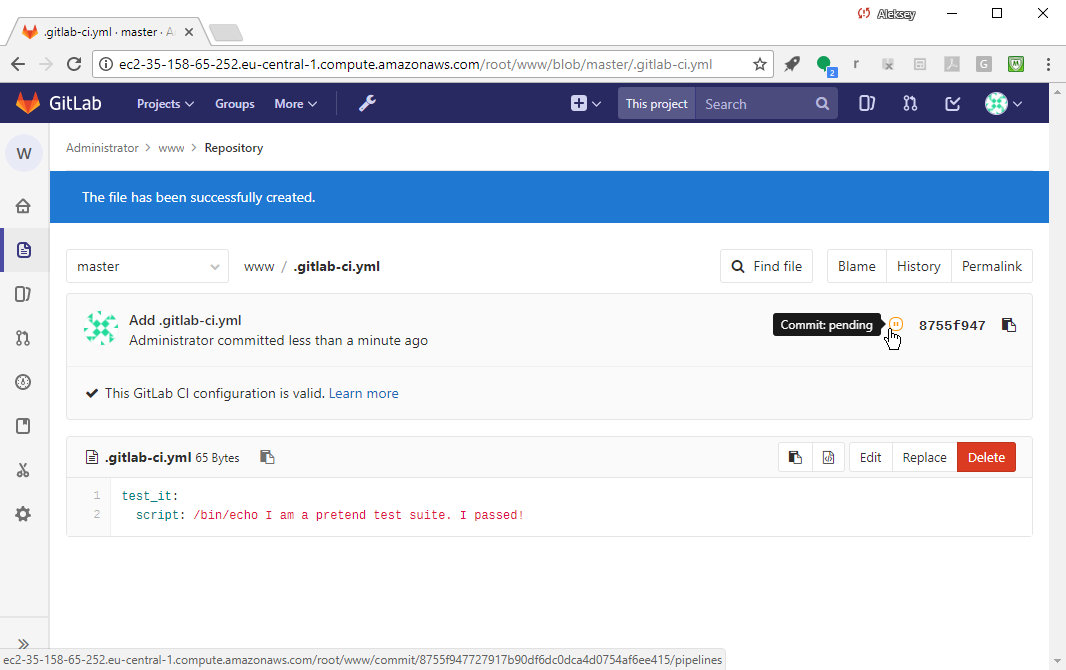 Aleksey
.gitlab-ci.yml · master · A
ec2-35-158-65-252.eu-central-1.compute.amazonaws.com/root/www/blob/master/.gitlab-ci.yml
2
r
G
GitLab
Projects
Groups
More
This project
Search
W
Administrator > www > Repository
The file has been successfully created.
master
www / .gitlab-ci.yml
Find file
Blame
History
Permalink
Add .gitlab-ci.yml
Administrator committed less than a minute ago
Commit: pending
8755f947
This GitLab CI configuration is valid. Learn more
.gitlab-ci.yml 65 Bytes
Edit
Replace
Delete
1 test_it:
2 script: /bin/echo I am a pretend test suite. I passed!
ec2-35-158-65-252.eu-central-1.compute.amazonaws.com/root/www/commit/8755f947727917b90df6dc0dca4d0754af6ee415/pipelines